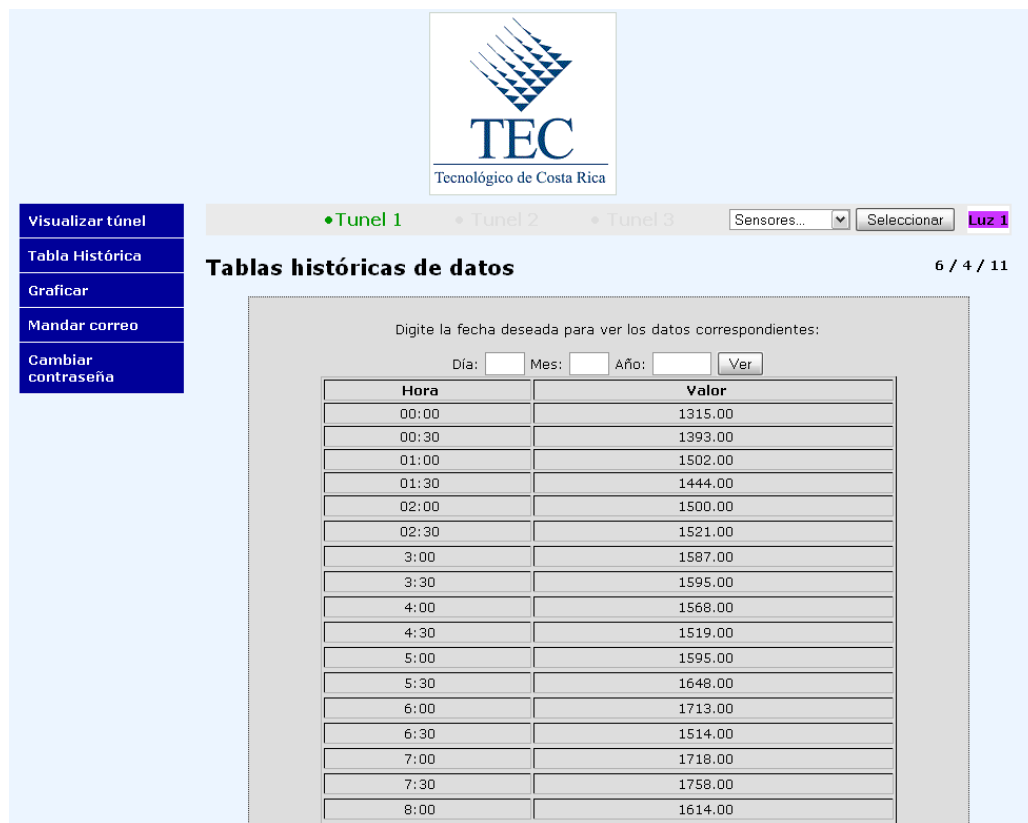 TEC
Tecnológico de Costa Rica
Visualizar túnel
Tabla Histórica
Graficar
Mandar correo
Cambiar
contraseña
•Tunel 1 • Tunel 2 • Tunel 3 Sensores... Seleccionar Luz 1
Tablas históricas de datos 6 / 4 / 11
Digite la fecha deseada para ver los datos correspondientes:
Día: Mes: Año: Ver
Hora Valor
00:00 1315.00
00:30 1393.00
01:00 1502.00
01:30 1444.00
02:00 1500.00
02:30 1521.00
3:00 1587.00
3:30 1595.00
4:00 1568.00
4:30 1519.00
5:00 1595.00
5:30 1648.00
6:00 1713.00
6:30 1514.00
7:00 1718.00
7:30 1758.00
8:00 1614.00